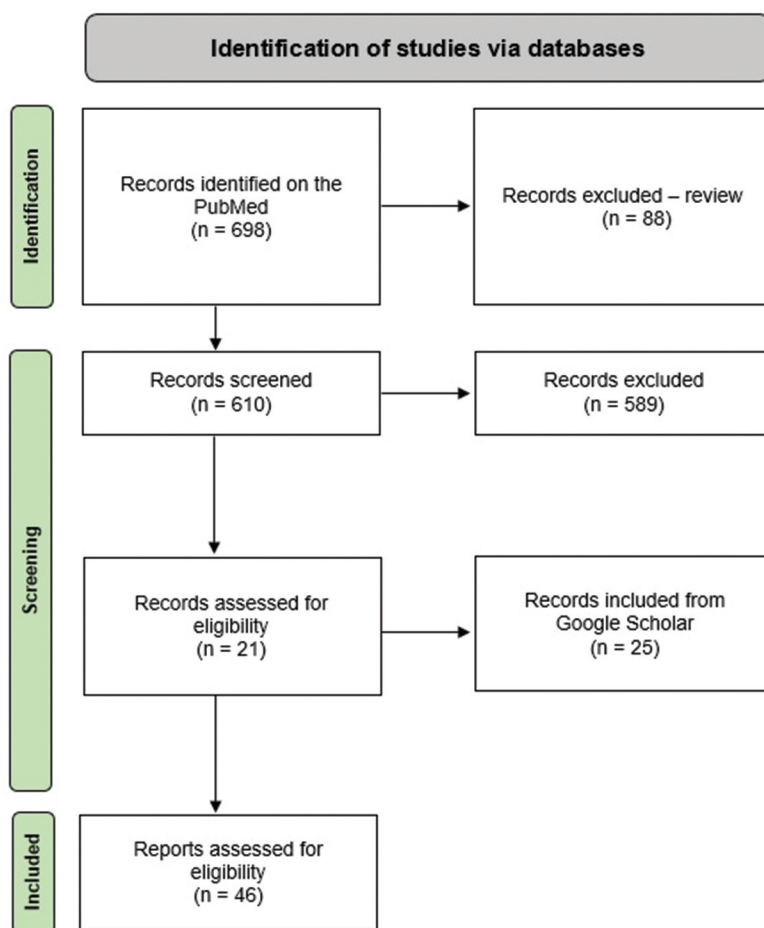 Identification of studies via databases
Identification
Records identified on the
PubMed
(n = 698)
Records excluded – review
(n = 88)
Screening
Records screened
(n = 610)
Records excluded
(n = 589)
Records assessed for
eligibility
(n = 21)
Records included from
Google Scholar
(n = 25)
Included
Reports assessed for
eligibility
(n = 46)